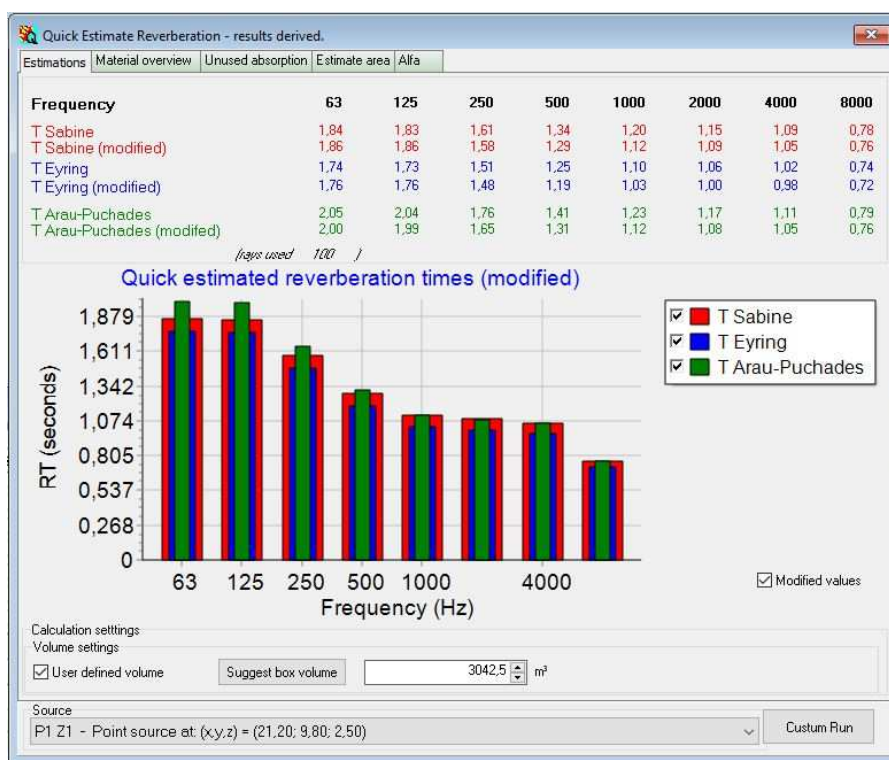 Quick Estimate Reverberation - results derived.
Estimations Material overview Unused absorption Estimate area Alfa
Frequency 63 125 250 500 1000 2000 4000 8000
T Sabine 1,84 1,83 1,61 1,34 1,20 1,15 1,09 0,78
T Sabine (modified) 1,86 1,86 1,58 1,29 1,12 1,09 1,05 0,76
T Eyring 1,74 1,73 1,51 1,25 1,10 1,06 1,02 0,74
T Eyring (modified) 1,76 1,76 1,48 1,19 1,03 1,00 0,98 0,72
T Arau-Puchades 2,05 2,04 1,76 1,41 1,23 1,17 1,11 0,79
T Arau-Puchades (modifed) 2,00 1,99 1,65 1,31 1,12 1,08 1,05 0,76
(rays used 100 )
Quick estimated reverberation times (modified)
RT (seconds)
1,879
1,611
1,342
1,074
0,805
0,537
0,268
0
63 125 250 500 1000 4000
Frequency (Hz)
T Sabine
T Eyring
T Arau-Puchades
Modified values
Calculation setttings
Volume settings
User defined volume Suggest box volume 3042,5 m³
Source
P1 Z1 - Point source at: (x,y,z) = (21,20; 9,80; 2,50) Custum Run